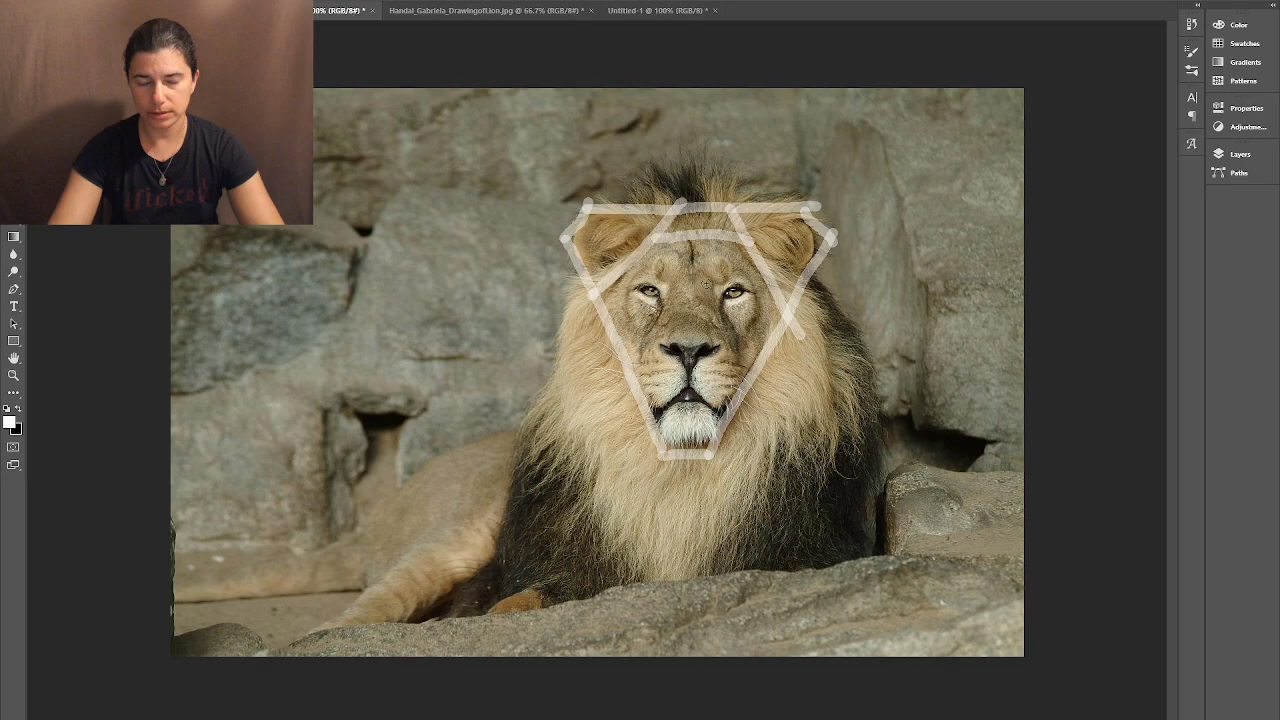 00% (RGB/8#) * ×
Handal_Gabriela_DrawingofLion.jpg @ 66.7% (RGB/8#) * ×
Untitled-1 @ 100% (RGB/8) * ×
Color
Swatches
Gradients
Patterns
Properties
Adjustme...
Layers
Paths